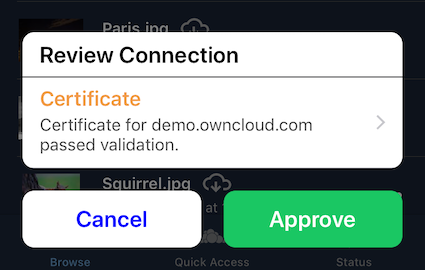 Paris.jpg
Review Connection
Certificate
Certificate for demo.owncloud.com
passed validation.
Squirrel.jpg
at
Cancel
Approve
Browse
Quick Access
Status